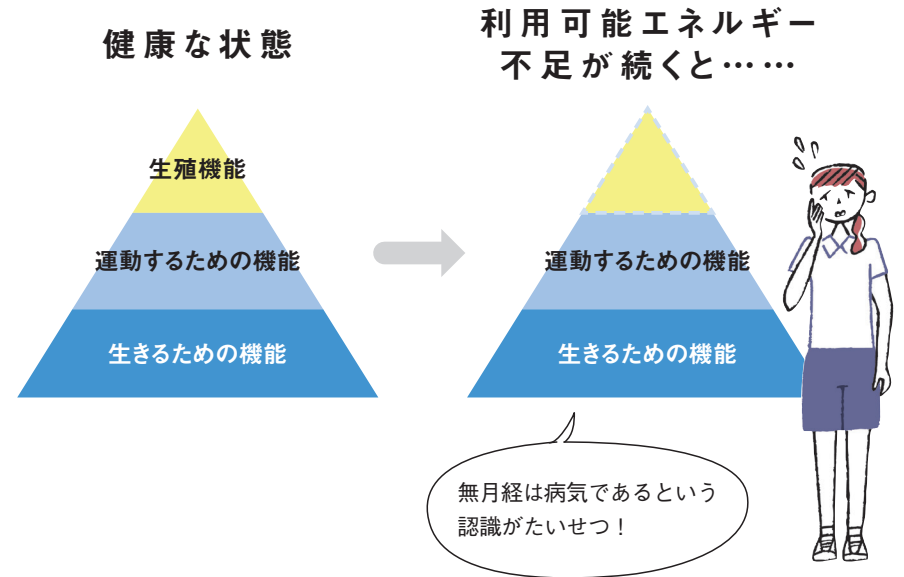 健康な状態
利用可能エネルギー
不足が続くと……
生殖機能
運動するための機能
生きるための機能
運動するための機能
生きるための機能
無月経は病気であるという
認識がたいせつ！